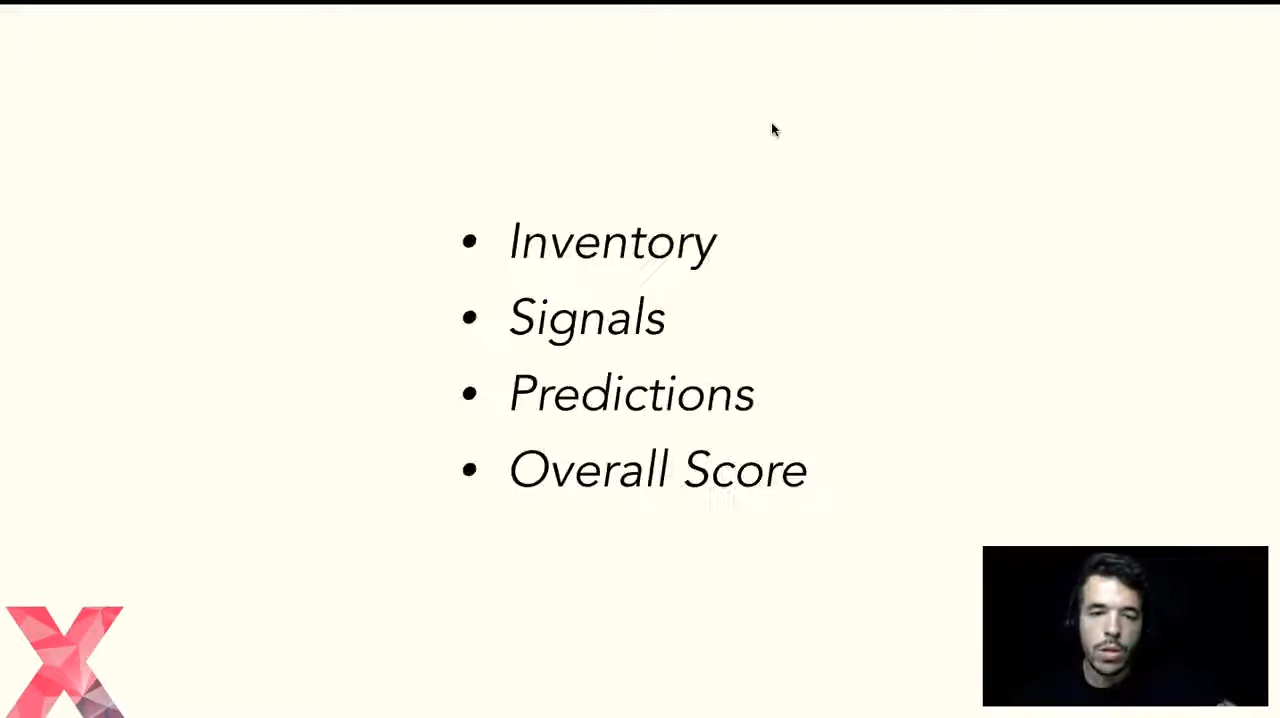 • Inventory
• Signals
• Predictions
• Overall Score
X